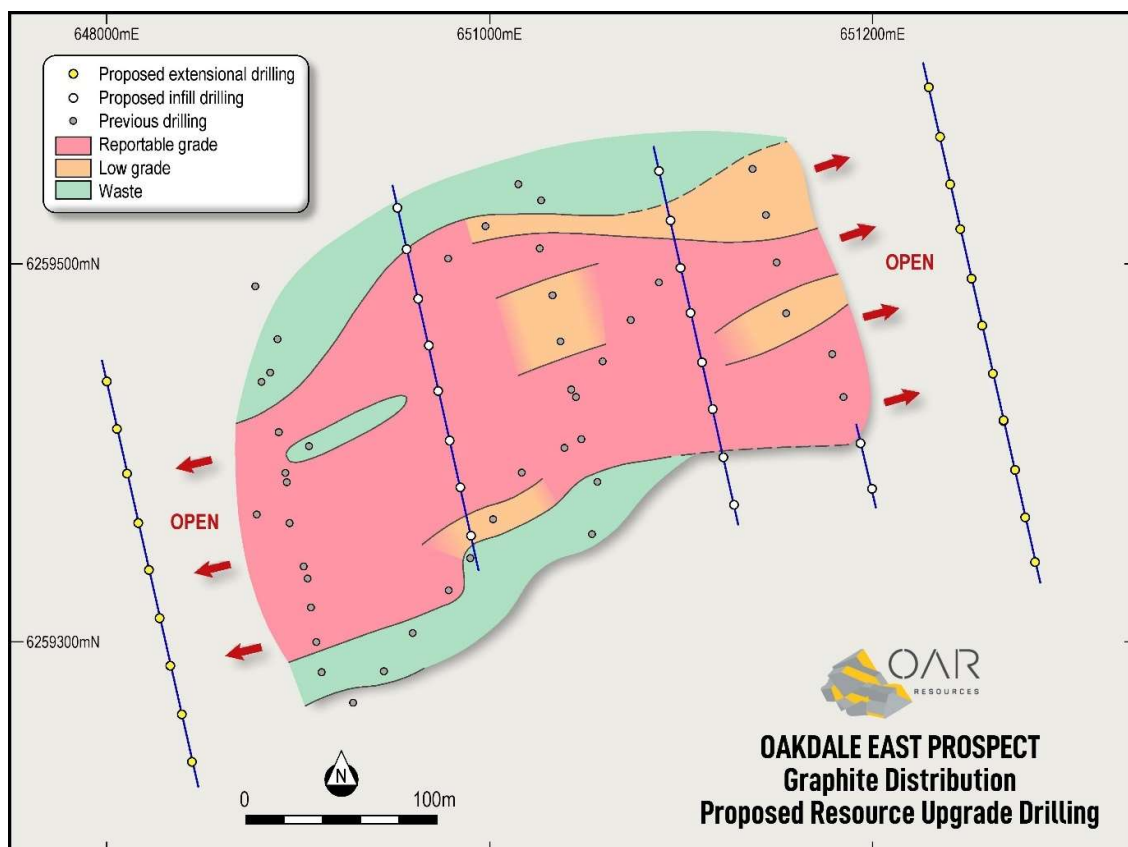 648000mE
651000mE
651200mE
Proposed extensional drilling
Proposed infill drilling
Previous drilling
Reportable grade
Low grade
Waste
6259500mN
OPEN
OPEN
6259300mN
N
0
100m
OAR
RESOURCES
OAKDALE EAST PROSPECT
Graphite Distribution
Proposed Resource Upgrade Drilling